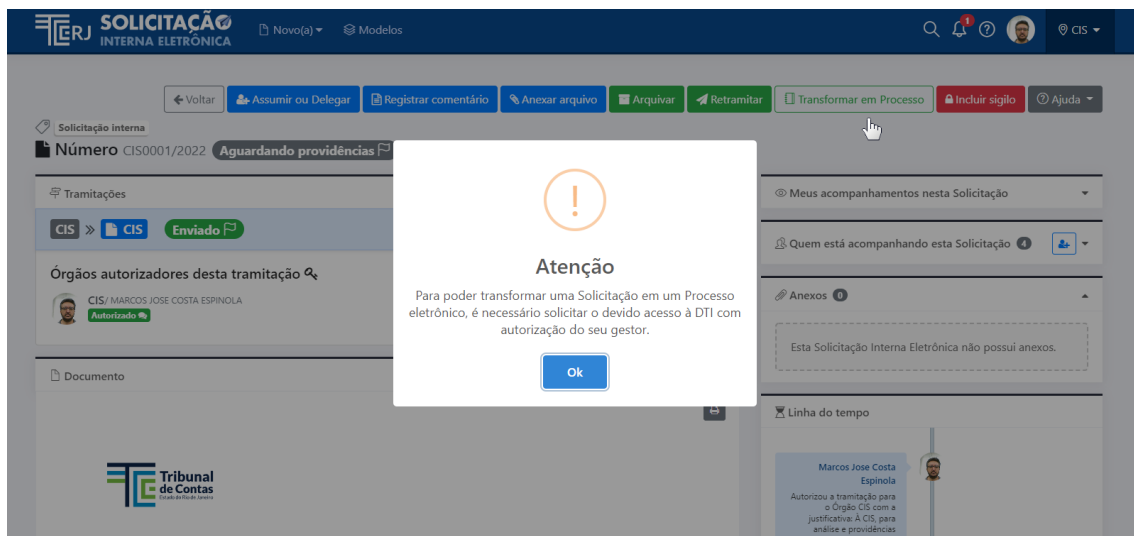 TCERJ SOLICITAÇÃO
INTERNA ELETRÔNICA
Novo(a)
Modelos
1
CIS
Voltar
Assumir ou Delegar
Registrar comentário
Anexar arquivo
Arquivar
Retramitar
Transformar em Processo
Incluir sigilo
Ajuda
Solicitação interna
Número CIS0001/2022 Aguardando providências
Tramitações
CIS » CIS Enviado
Órgãos autorizadores desta tramitação
CIS/ MARCOS JOSE COSTA ESPINOLA
Autorizado
Documento
Tribunal
de Contas
Estado do Rio de Janeiro
!
Atenção
Para poder transformar uma Solicitação em um Processo
eletrônico, é necessário solicitar o devido acesso à DTI com
autorização do seu gestor.
Ok
Meus acompanhamentos nesta Solicitação
Quem está acompanhando esta Solicitação 4
Anexos 0
Esta Solicitação Interna Eletrônica não possui anexos.
Linha do tempo
Marcos Jose Costa
Espinola
Autorizou a tramitação para
o Órgão CIS com a
justificativa: À CIS, para
análise e providências